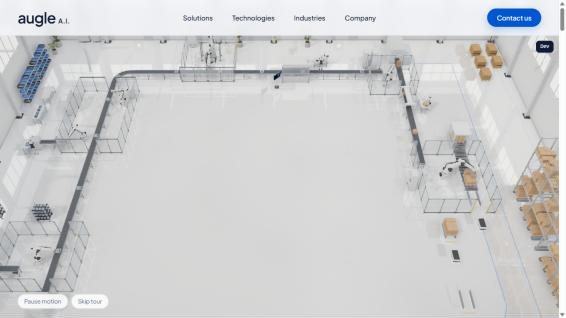 augle A.I.
Solutions Technologies Industries Company
Contact us
Dev
Pause motion Skip tour